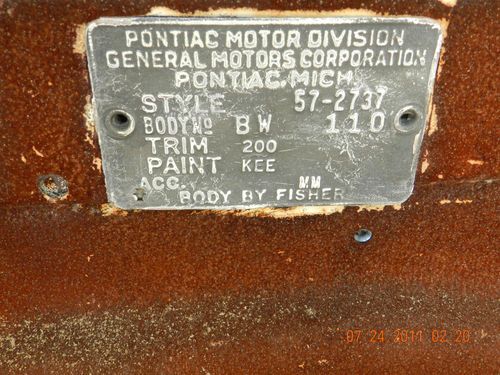 PONTIAC MOTOR DIVISION
GENERAL MOTORS CORPORATION
PONTIAC, MICH.
STYLE 57-2737
BODY Nº BW 110
TRIM 200
PAINT KEE
ACC. MM
BODY BY FISHER
07 24 2011 02 20